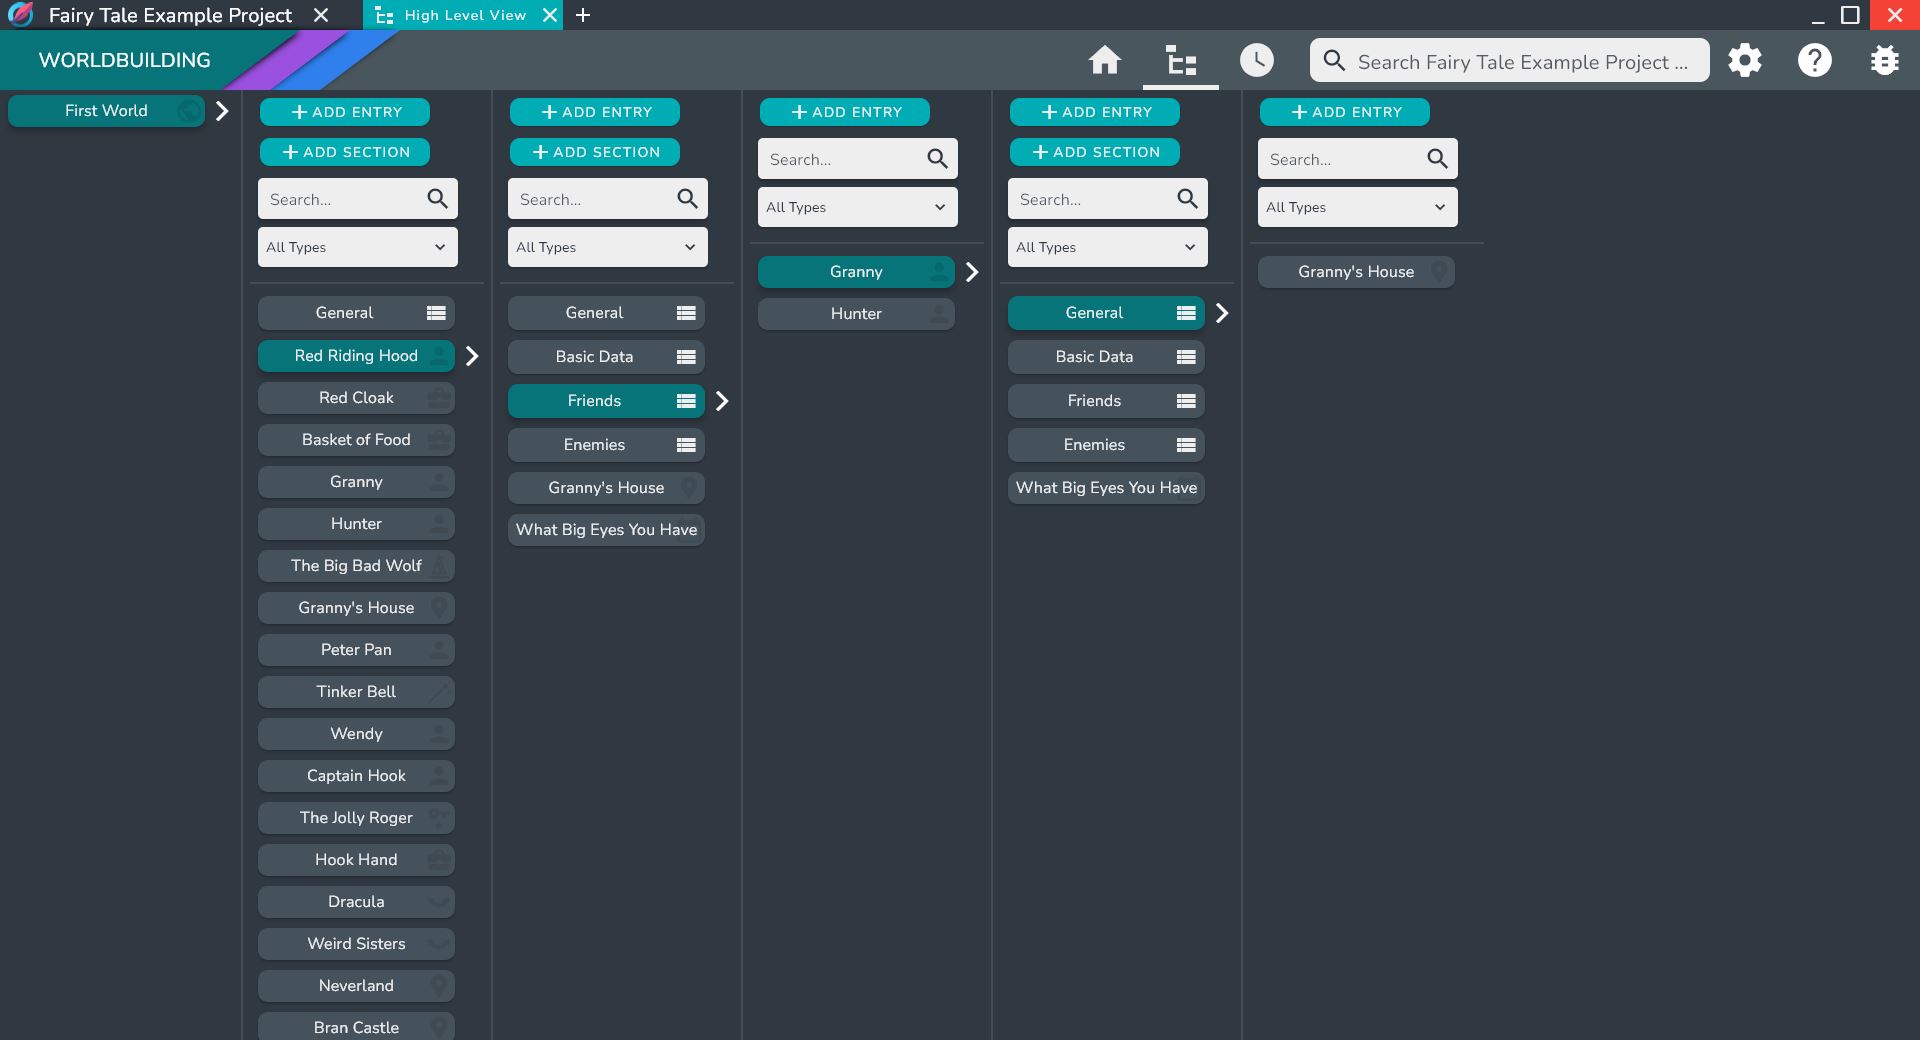 Fairy Tale Example Project
High Level View
WORLDBUILDING
Search Fairy Tale Example Project ...
First World
ADD ENTRY
ADD SECTION
Search...
All Types
General
Red Riding Hood
Red Cloak
Basket of Food
Granny
Hunter
The Big Bad Wolf
Granny's House
Peter Pan
Tinker Bell
Wendy
Captain Hook
The Jolly Roger
Hook Hand
Dracula
Weird Sisters
Neverland
Bran Castle
ADD ENTRY
ADD SECTION
Search...
All Types
General
Basic Data
Friends
Enemies
Granny's House
What Big Eyes You Have
ADD ENTRY
Search...
All Types
Granny
Hunter
ADD ENTRY
ADD SECTION
Search...
All Types
General
Basic Data
Friends
Enemies
What Big Eyes You Have
ADD ENTRY
Search...
All Types
Granny's House